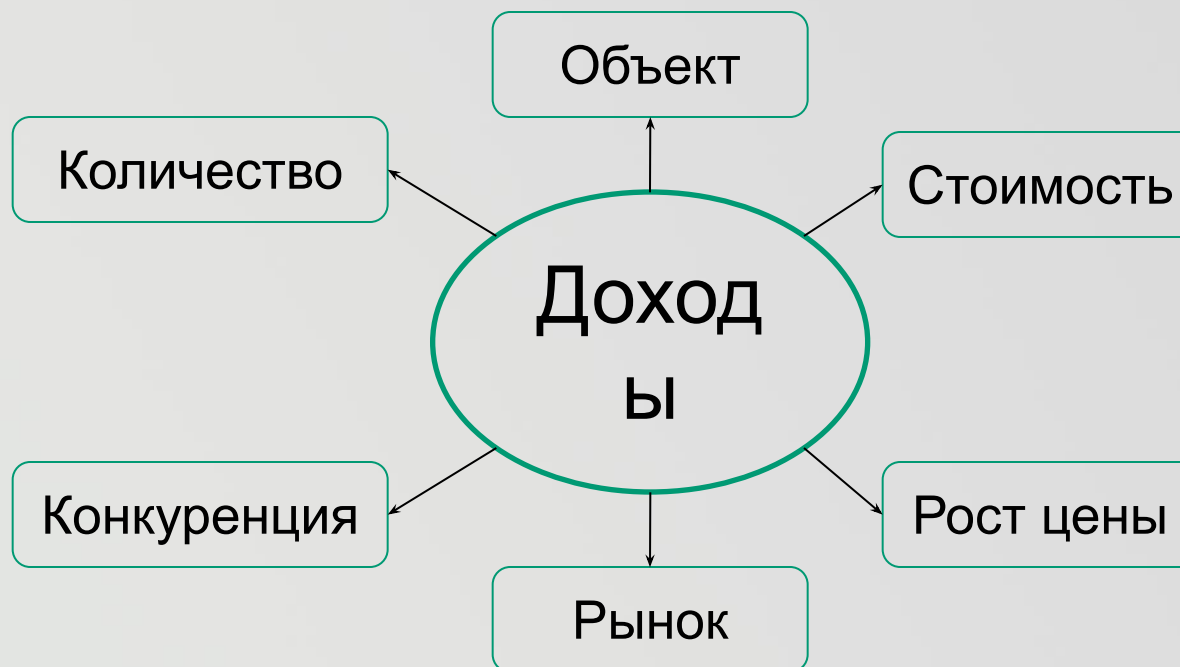 Объект
Количество
Стоимость
Доход
ы
Конкуренция
Рост цены
Рынок